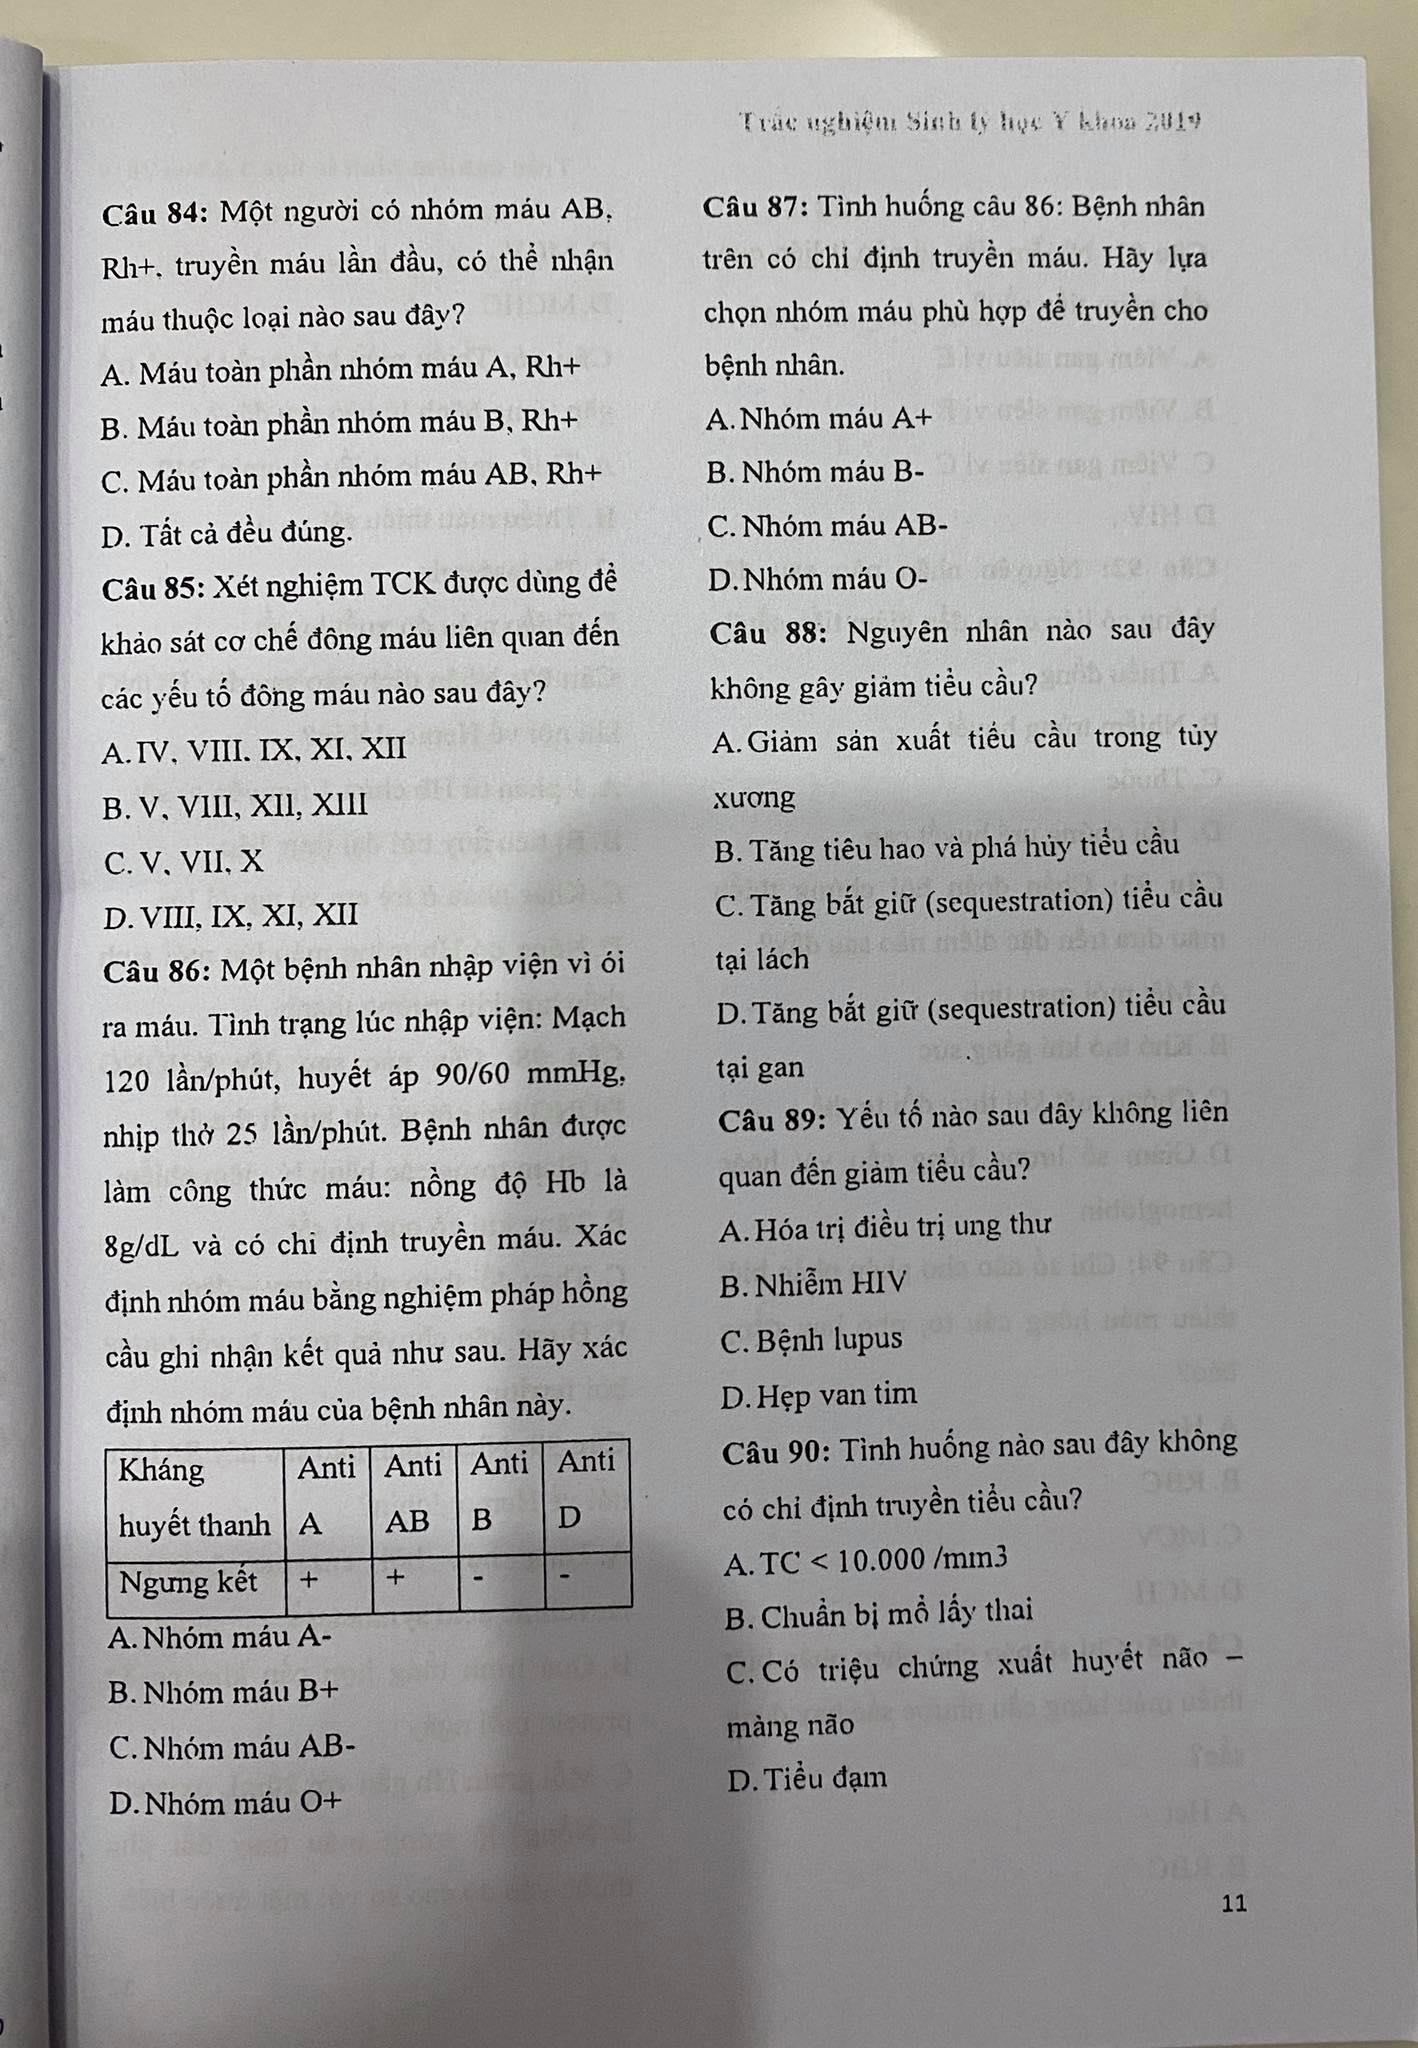 Trắc nghiệm Sinh lý học Y khoa 2019
Câu 84: Một người có nhóm máu AB,
Rh+, truyền máu lần đầu, có thể nhận
máu thuộc loại nào sau đây?
A. Máu toàn phần nhóm máu A, Rh+
B. Máu toàn phần nhóm máu B, Rh+
C. Máu toàn phần nhóm máu AB, Rh+
D. Tất cả đều đúng.
Câu 85: Xét nghiệm TCK được dùng để
khảo sát cơ chế đông máu liên quan đến
các yếu tố đông máu nào sau đây?
A. IV, VIII. IX, XI, XII
B. V, VIII, XII, XIII
C. V, VII, X
D. VIII, IX, XI, XII
Câu 86: Một bệnh nhân nhập viện vì ói
ra máu. Tình trạng lúc nhập viện: Mạch
120 lần/phút, huyết áp 90/60 mmHg,
nhịp thở 25 lần/phút. Bệnh nhân được
làm công thức máu: nồng độ Hb là
8g/dL và có chỉ định truyền máu. Xác
định nhóm máu bằng nghiệm pháp hồng
cầu ghi nhận kết quả như sau. Hãy xác
định nhóm máu của bệnh nhân này.
Kháng Anti Anti Anti Anti
huyết thanh A AB B D
Ngưng kết + + - -
A. Nhóm máu A-
B. Nhóm máu B+
C. Nhóm máu AB-
D. Nhóm máu O+
Câu 87: Tình huống câu 86: Bệnh nhân
trên có chỉ định truyền máu. Hãy lựa
chọn nhóm máu phù hợp để truyền cho
bệnh nhân.
A. Nhóm máu A+
B. Nhóm máu B-
C. Nhóm máu AB-
D. Nhóm máu O-
Câu 88: Nguyên nhân nào sau đây
không gây giảm tiểu cầu?
A. Giảm sản xuất tiểu cầu trong tủy
xương
B. Tăng tiêu hao và phá hủy tiểu cầu
C. Tăng bắt giữ (sequestration) tiểu cầu
tại lách
D. Tăng bắt giữ (sequestration) tiểu cầu
tại gan
Câu 89: Yếu tố nào sau đây không liên
quan đến giảm tiểu cầu?
A. Hóa trị điều trị ung thư
B. Nhiễm HIV
C. Bệnh lupus
D. Hẹp van tim
Câu 90: Tình huống nào sau đây không
có chỉ định truyền tiểu cầu?
A. TC < 10.000 /mm3
B. Chuẩn bị mổ lấy thai
C. Có triệu chứng xuất huyết não –
màng não
D. Tiểu đạm
11